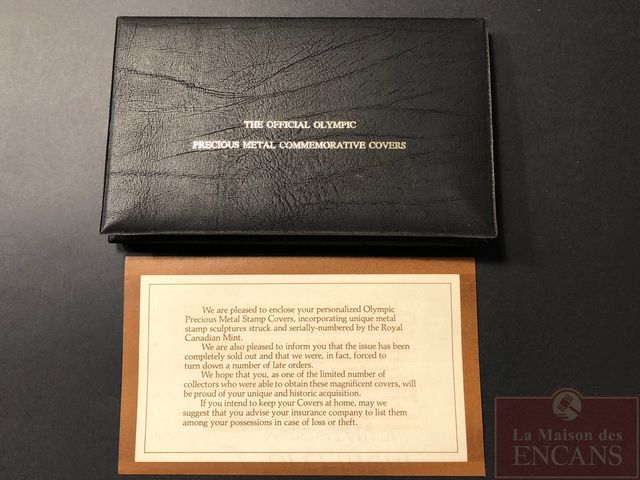 THE OFFICIAL OLYMPIC
PRECIOUS METAL COMMEMORATIVE COVERS
We are pleased to enclose your personalized Olympic
Precious Metal Stamp Covers, incorporating unique metal
stamp sculptures struck and serially-numbered by the Royal
Canadian Mint.
We are also pleased to inform you that the issue has been
completely sold out and that we were, in fact, forced to
turn down a number of late orders.
We hope that you, as one of the limited number of
collectors who were able to obtain these magnificent covers, will
be proud of your unique and historic acquisition.
If you intend to keep your Covers at home, may we
suggest that you advise your insurance company to list them
among your possessions in case of loss or theft.
La Maison des
ENCANS